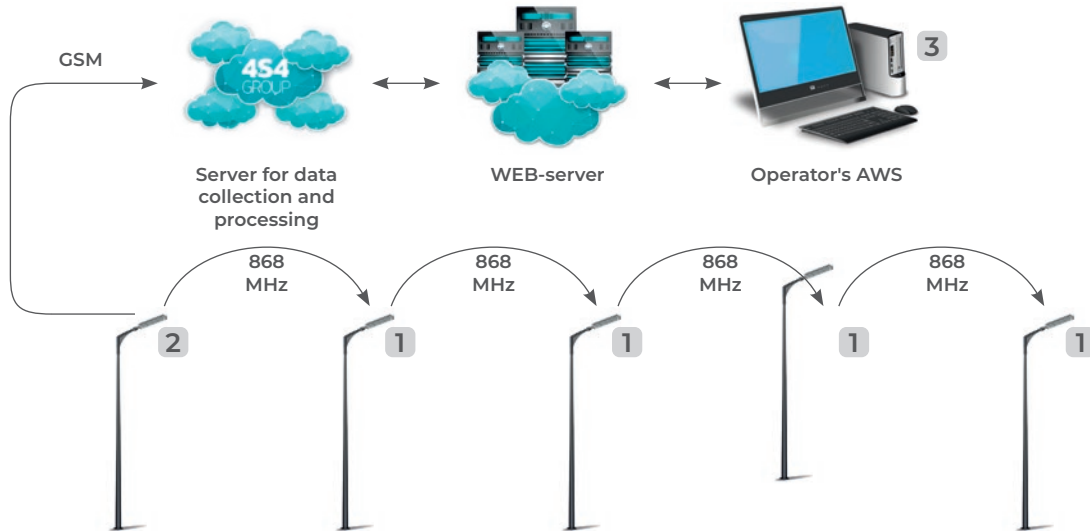 GSM
4S4
GROUP
3
Server for data
collection and
processing
WEB-server
Operator's AWS
868
MHz
868
MHz
868
MHz
868
MHz
2
1
1
1
1